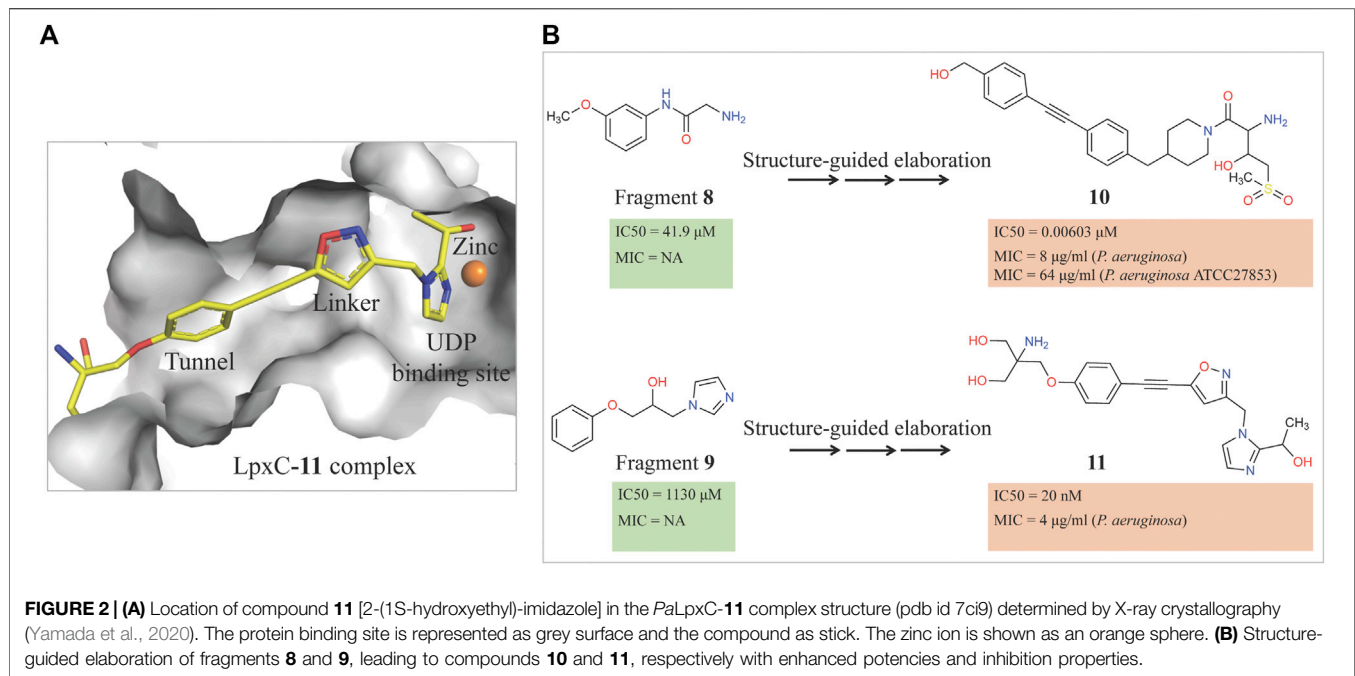 A
Zinc
Linker
Tunnel
UDP
binding site
LpxC-11 complex
B
H₃C
O
H
N
O
NH₂
Structure-guided elaboration
Fragment 8
IC50 = 41.9 µM
MIC = NA
HO
O
N
NH₂
HO
H₃C
S
O
O
10
IC50 = 0.00603 µM
MIC = 8 µg/ml (P. aeruginosa)
MIC = 64 µg/ml (P. aeruginosa ATCC27853)
OH
O
N
N
Structure-guided elaboration
Fragment 9
IC50 = 1130 µM
MIC = NA
HO
NH₂
HO
O
O
N
N
CH₃
N
OH
11
IC50 = 20 nM
MIC = 4 µg/ml (P. aeruginosa)
FIGURE 2 | (A) Location of compound 11 [2-(1S-hydroxyethyl)-imidazole] in the PaLpxC-11 complex structure (pdb id 7ci9) determined by X-ray crystallography
(Yamada et al., 2020). The protein binding site is represented as grey surface and the compound as stick. The zinc ion is shown as an orange sphere. (B) Structure-
guided elaboration of fragments 8 and 9, leading to compounds 10 and 11, respectively with enhanced potencies and inhibition properties.